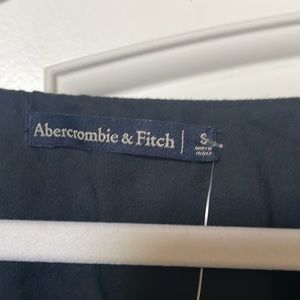 Abercrombie & Fitch
S
MADE IN
INDIA